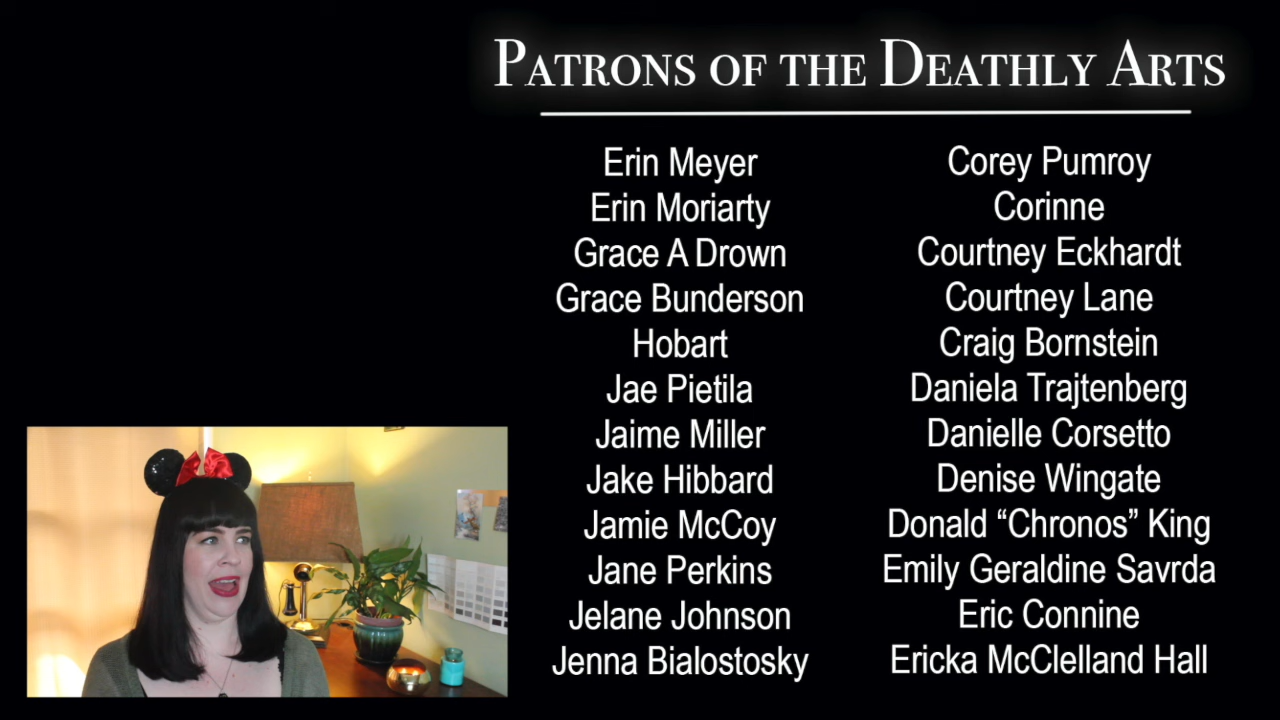 Patrons of the Deathly Arts
Erin Meyer
Erin Moriarty
Grace A Drown
Grace Bunderson
Hobart
Jae Pietila
Jaime Miller
Jake Hibbard
Jamie McCoy
Jane Perkins
Jelane Johnson
Jenna Bialostosky
Corey Pumroy
Corinne
Courtney Eckhardt
Courtney Lane
Craig Bornstein
Daniela Trajtenberg
Danielle Corsetto
Denise Wingate
Donald “Chronos” King
Emily Geraldine Savrda
Eric Connine
Ericka McClelland Hall